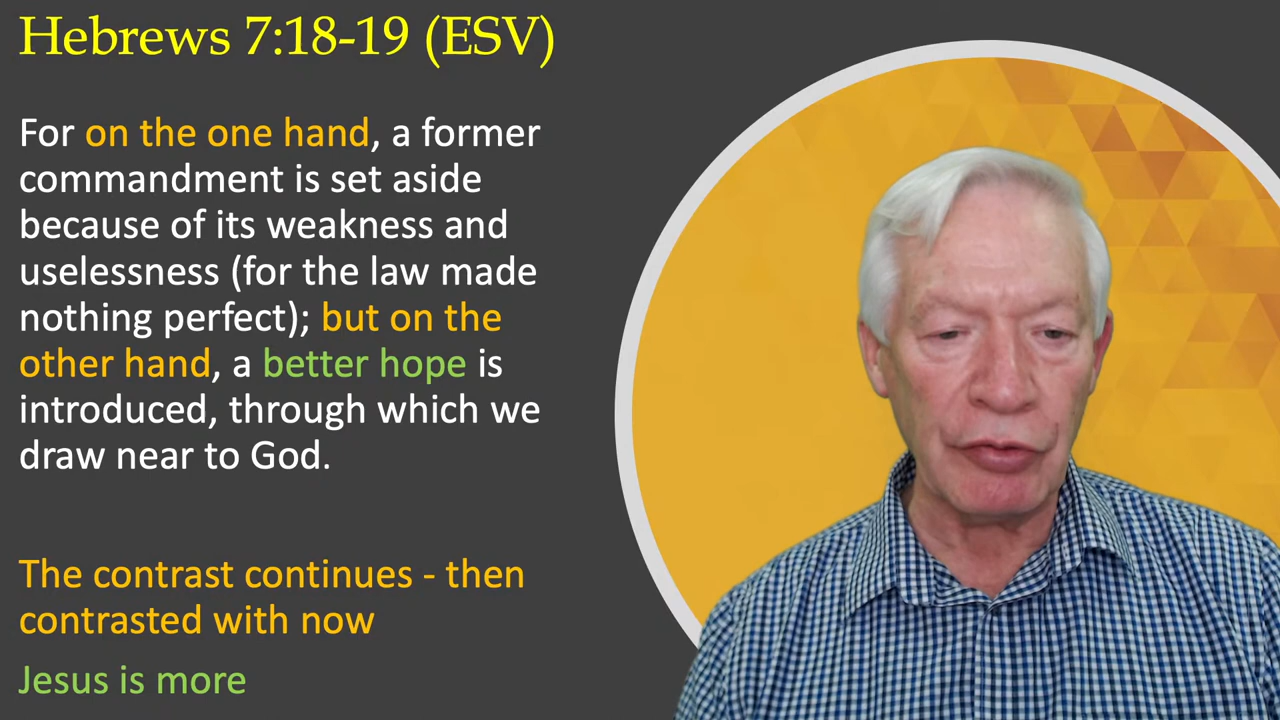 Hebrews 7:18-19 (ESV)
For on the one hand, a former
commandment is set aside
because of its weakness and
uselessness (for the law made
nothing perfect); but on the
other hand, a better hope is
introduced, through which we
draw near to God.
The contrast continues - then
contrasted with now
Jesus is more